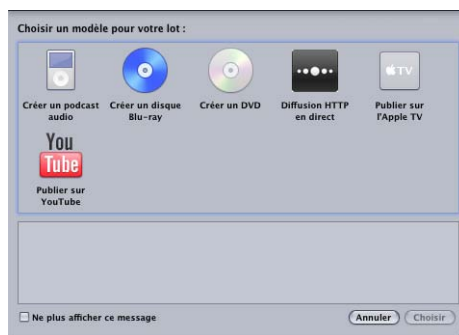 Choisir un modèle pour votre lot :
Créer un podcast audio
Créer un disque Blu-ray
Créer un DVD
Diffusion HTTP en direct
tv
Publier sur l'Apple TV
You
Tube
Publier sur YouTube
Ne plus afficher ce message
Annuler
Choisir